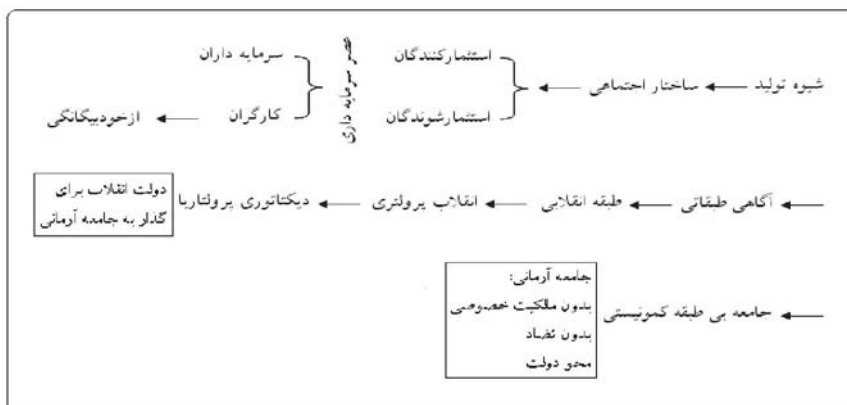 شیوه تولید ساختار اجتماعی استثمارکنندگان عصر سرمایه داری سرمایه داران
استثمارشوندگان کارگران ازخودبیگانگی
آگاهی طبقاتی طبقه انقلابی انقلاب پرولتری دیکتاتوری پرولتاریا دولت انقلاب برای
گذار به جامعه آرمانی
جامعه بی طبقه کمونیستی جامعه آرمانی:
بدون مالکیت خصوصی
بدون تضاد
محو دولت